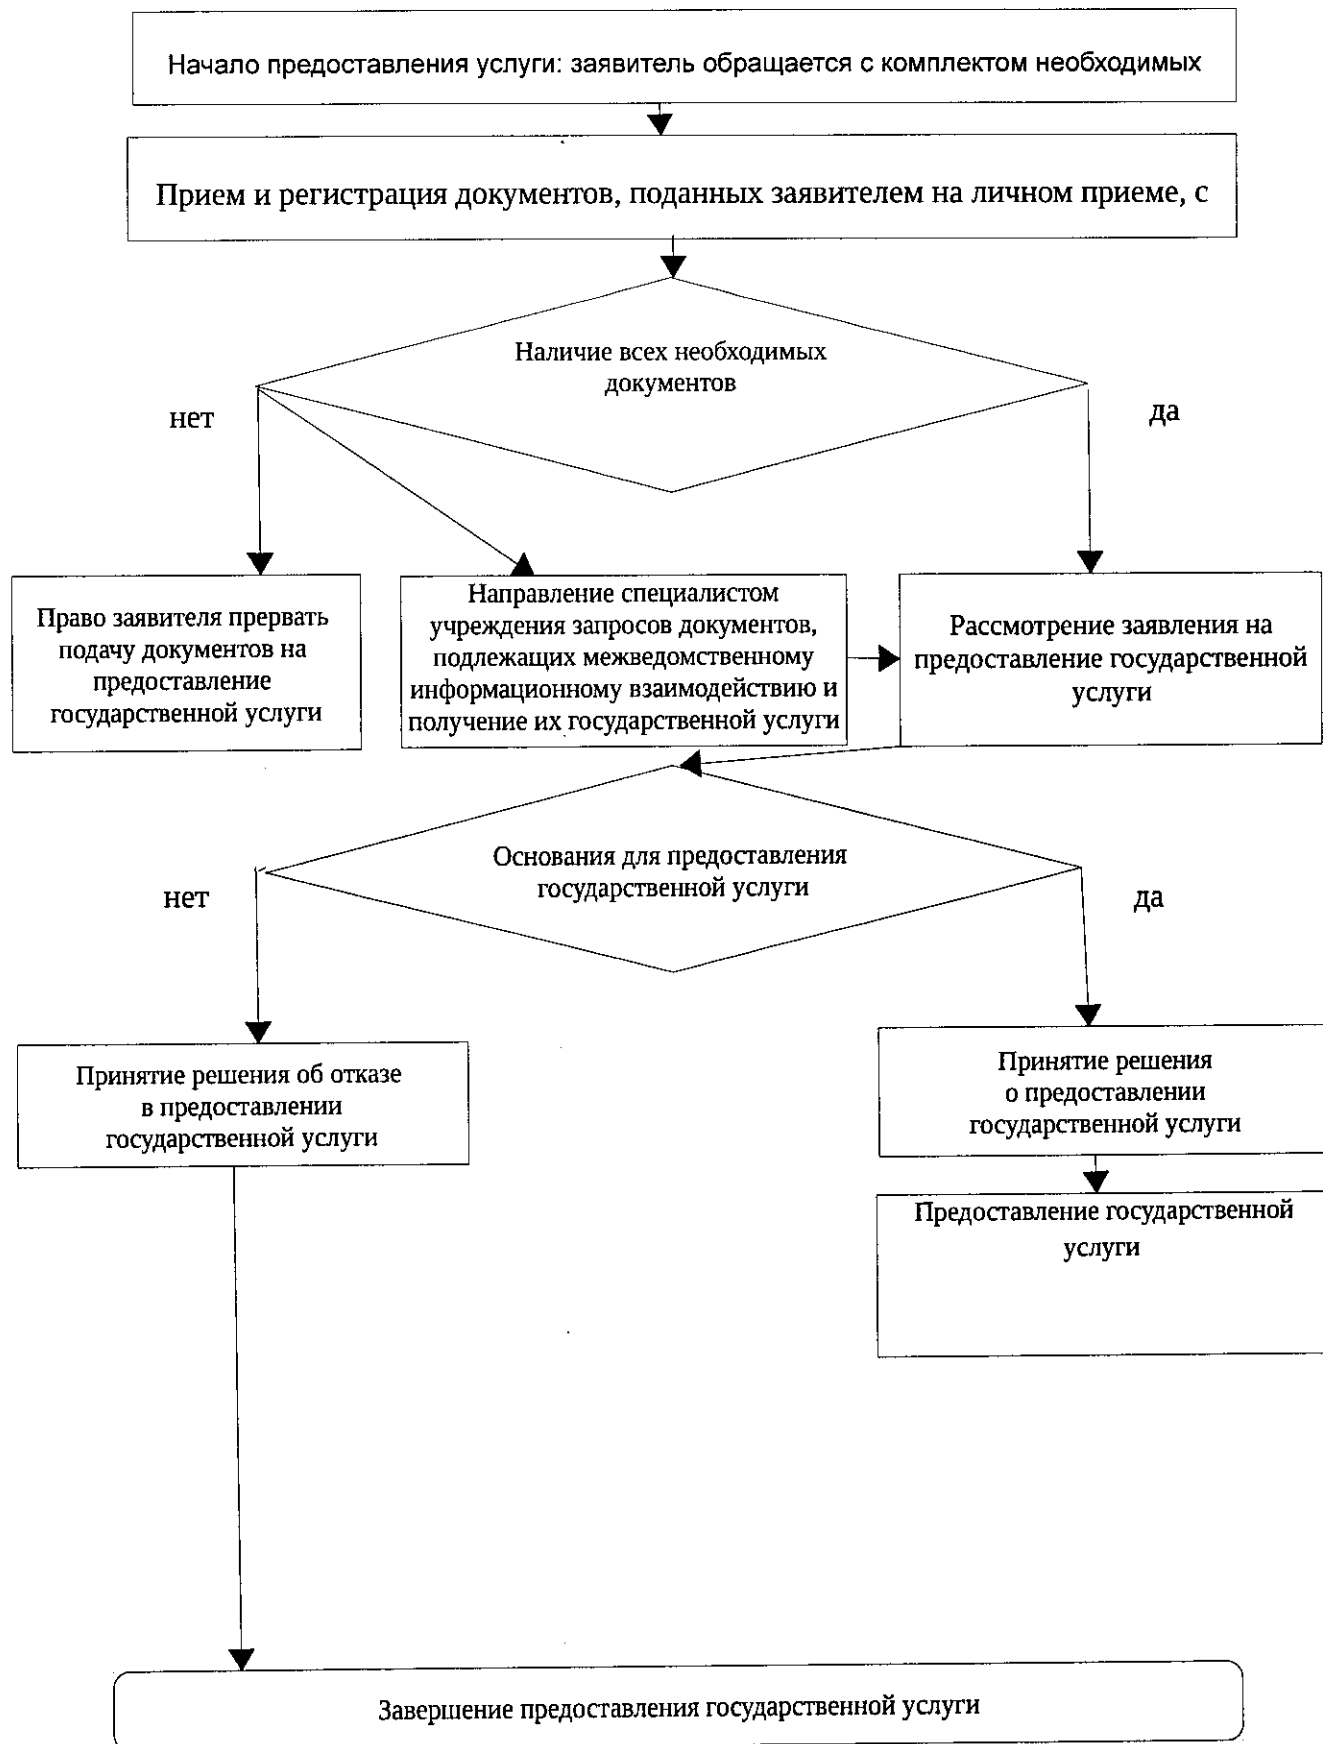 Начало предоставления услуги: заявитель обращается с комплектом необходимых
Прием и регистрация документов, поданных заявителем на личном приеме, с
Наличие всех необходимых
документов
нет
да
Право заявителя прервать
подачу документов на
предоставление
государственной услуги
Направление специалистом
учреждения запросов документов,
подлежащих межведомственному
информационному взаимодействию и
получение их государственной услуги
Рассмотрение заявления на
предоставление государственной
услуги
Основания для предоставления
государственной услуги
нет
да
Принятие решения об отказе
в предоставлении
государственной услуги
Принятие решения
о предоставлении
государственной услуги
Предоставление государственной
услуги
Завершение предоставления государственной услуги